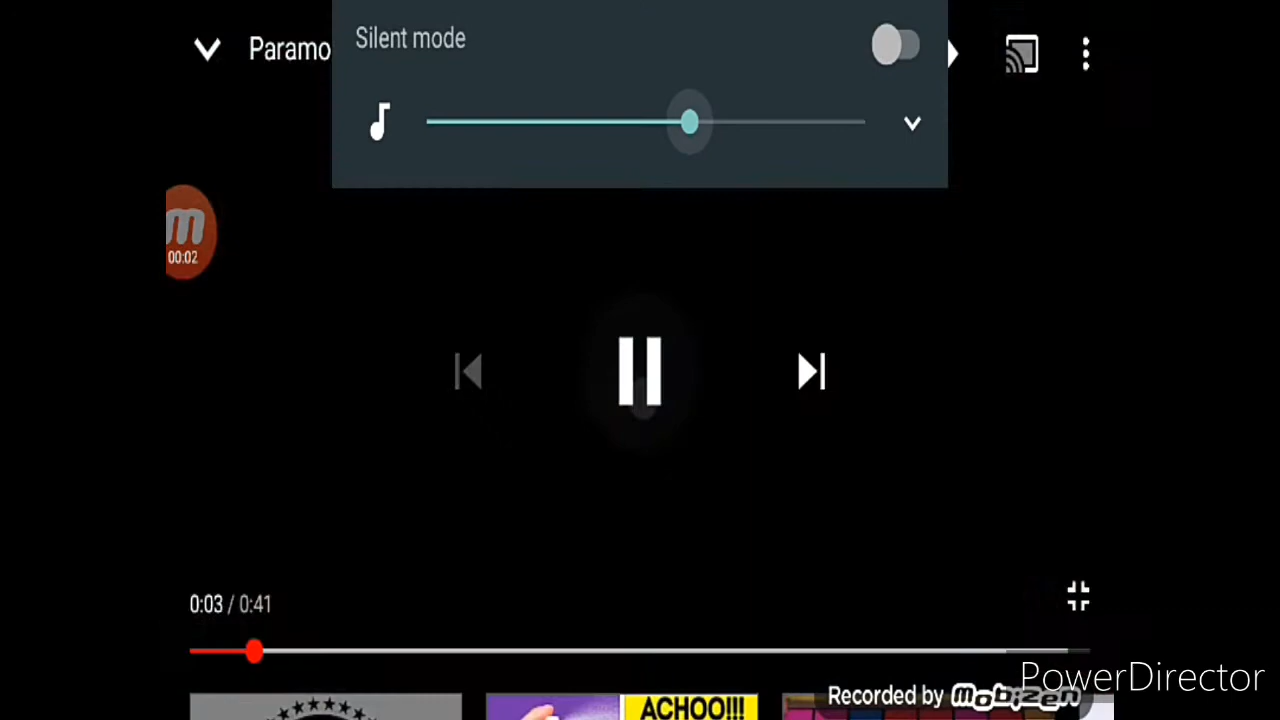 Silent mode
Paramo
m
00:02
0:03 / 0:41
ACHOO!!!
PowerDirector
Recorded by mobizen